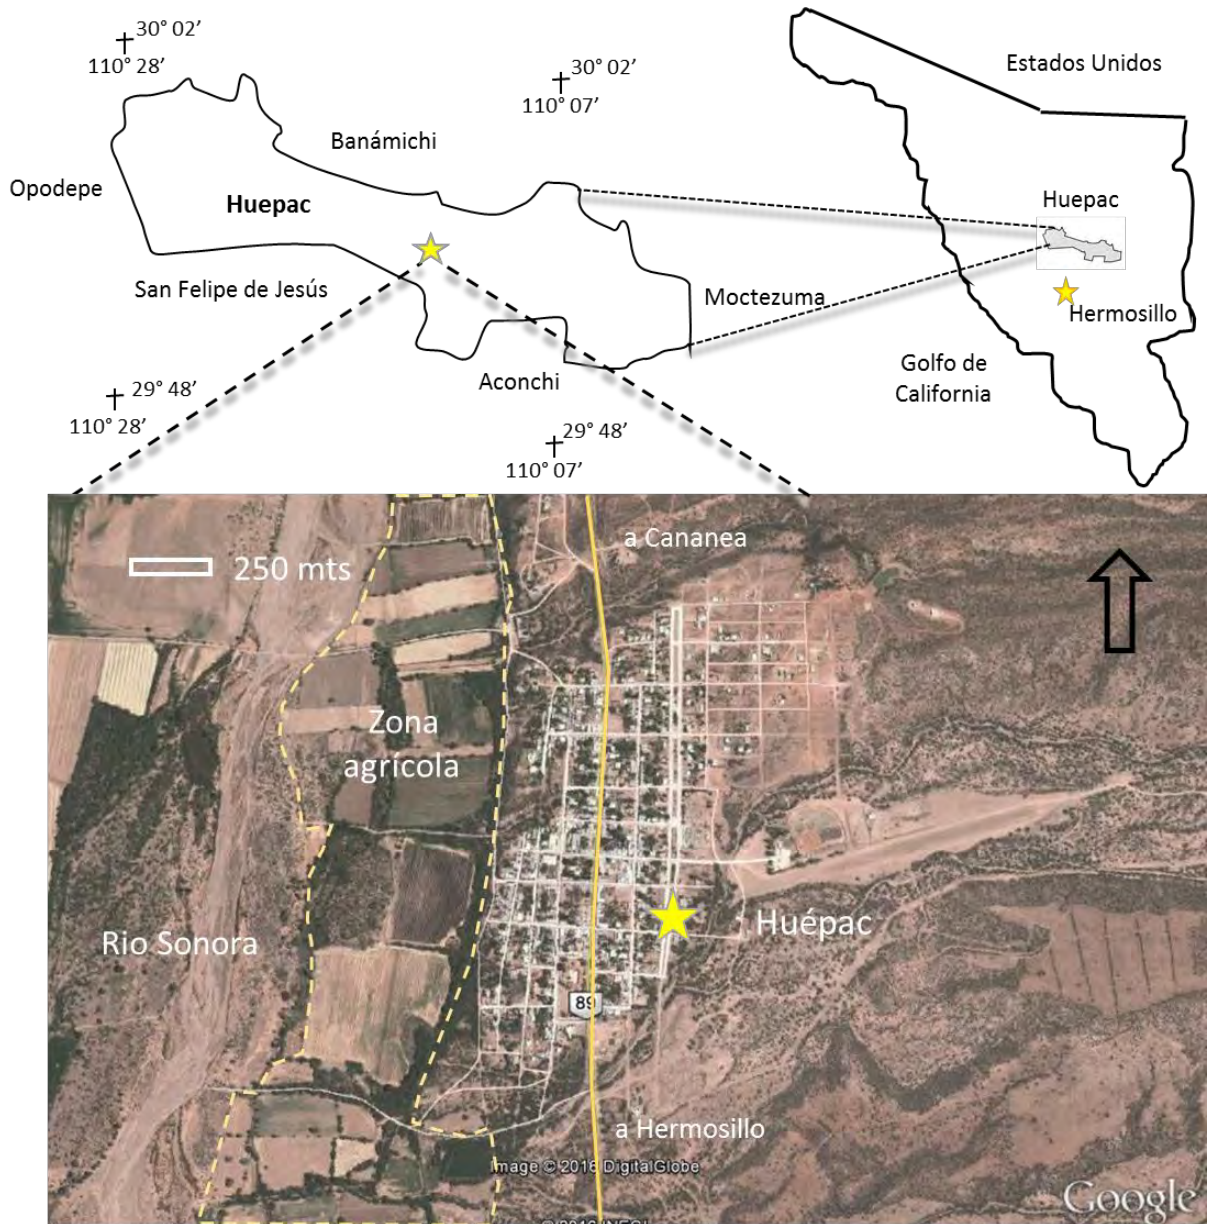 30° 02’
110° 28’
30° 02’
110° 07’
Estados Unidos
Banámichi
Opodepe
Huepac
Huepac
San Felipe de Jesús
Moctezuma
Hermosillo
Golfo de
California
Aconchi
29° 48’
110° 28’
29° 48’
110° 07’
a Cananea
250 mts
Zona
agrícola
Rio Sonora
Huépac
89
a Hermosillo
Image © 2016 DigitalGlobe
Google
© 2016 INEGI